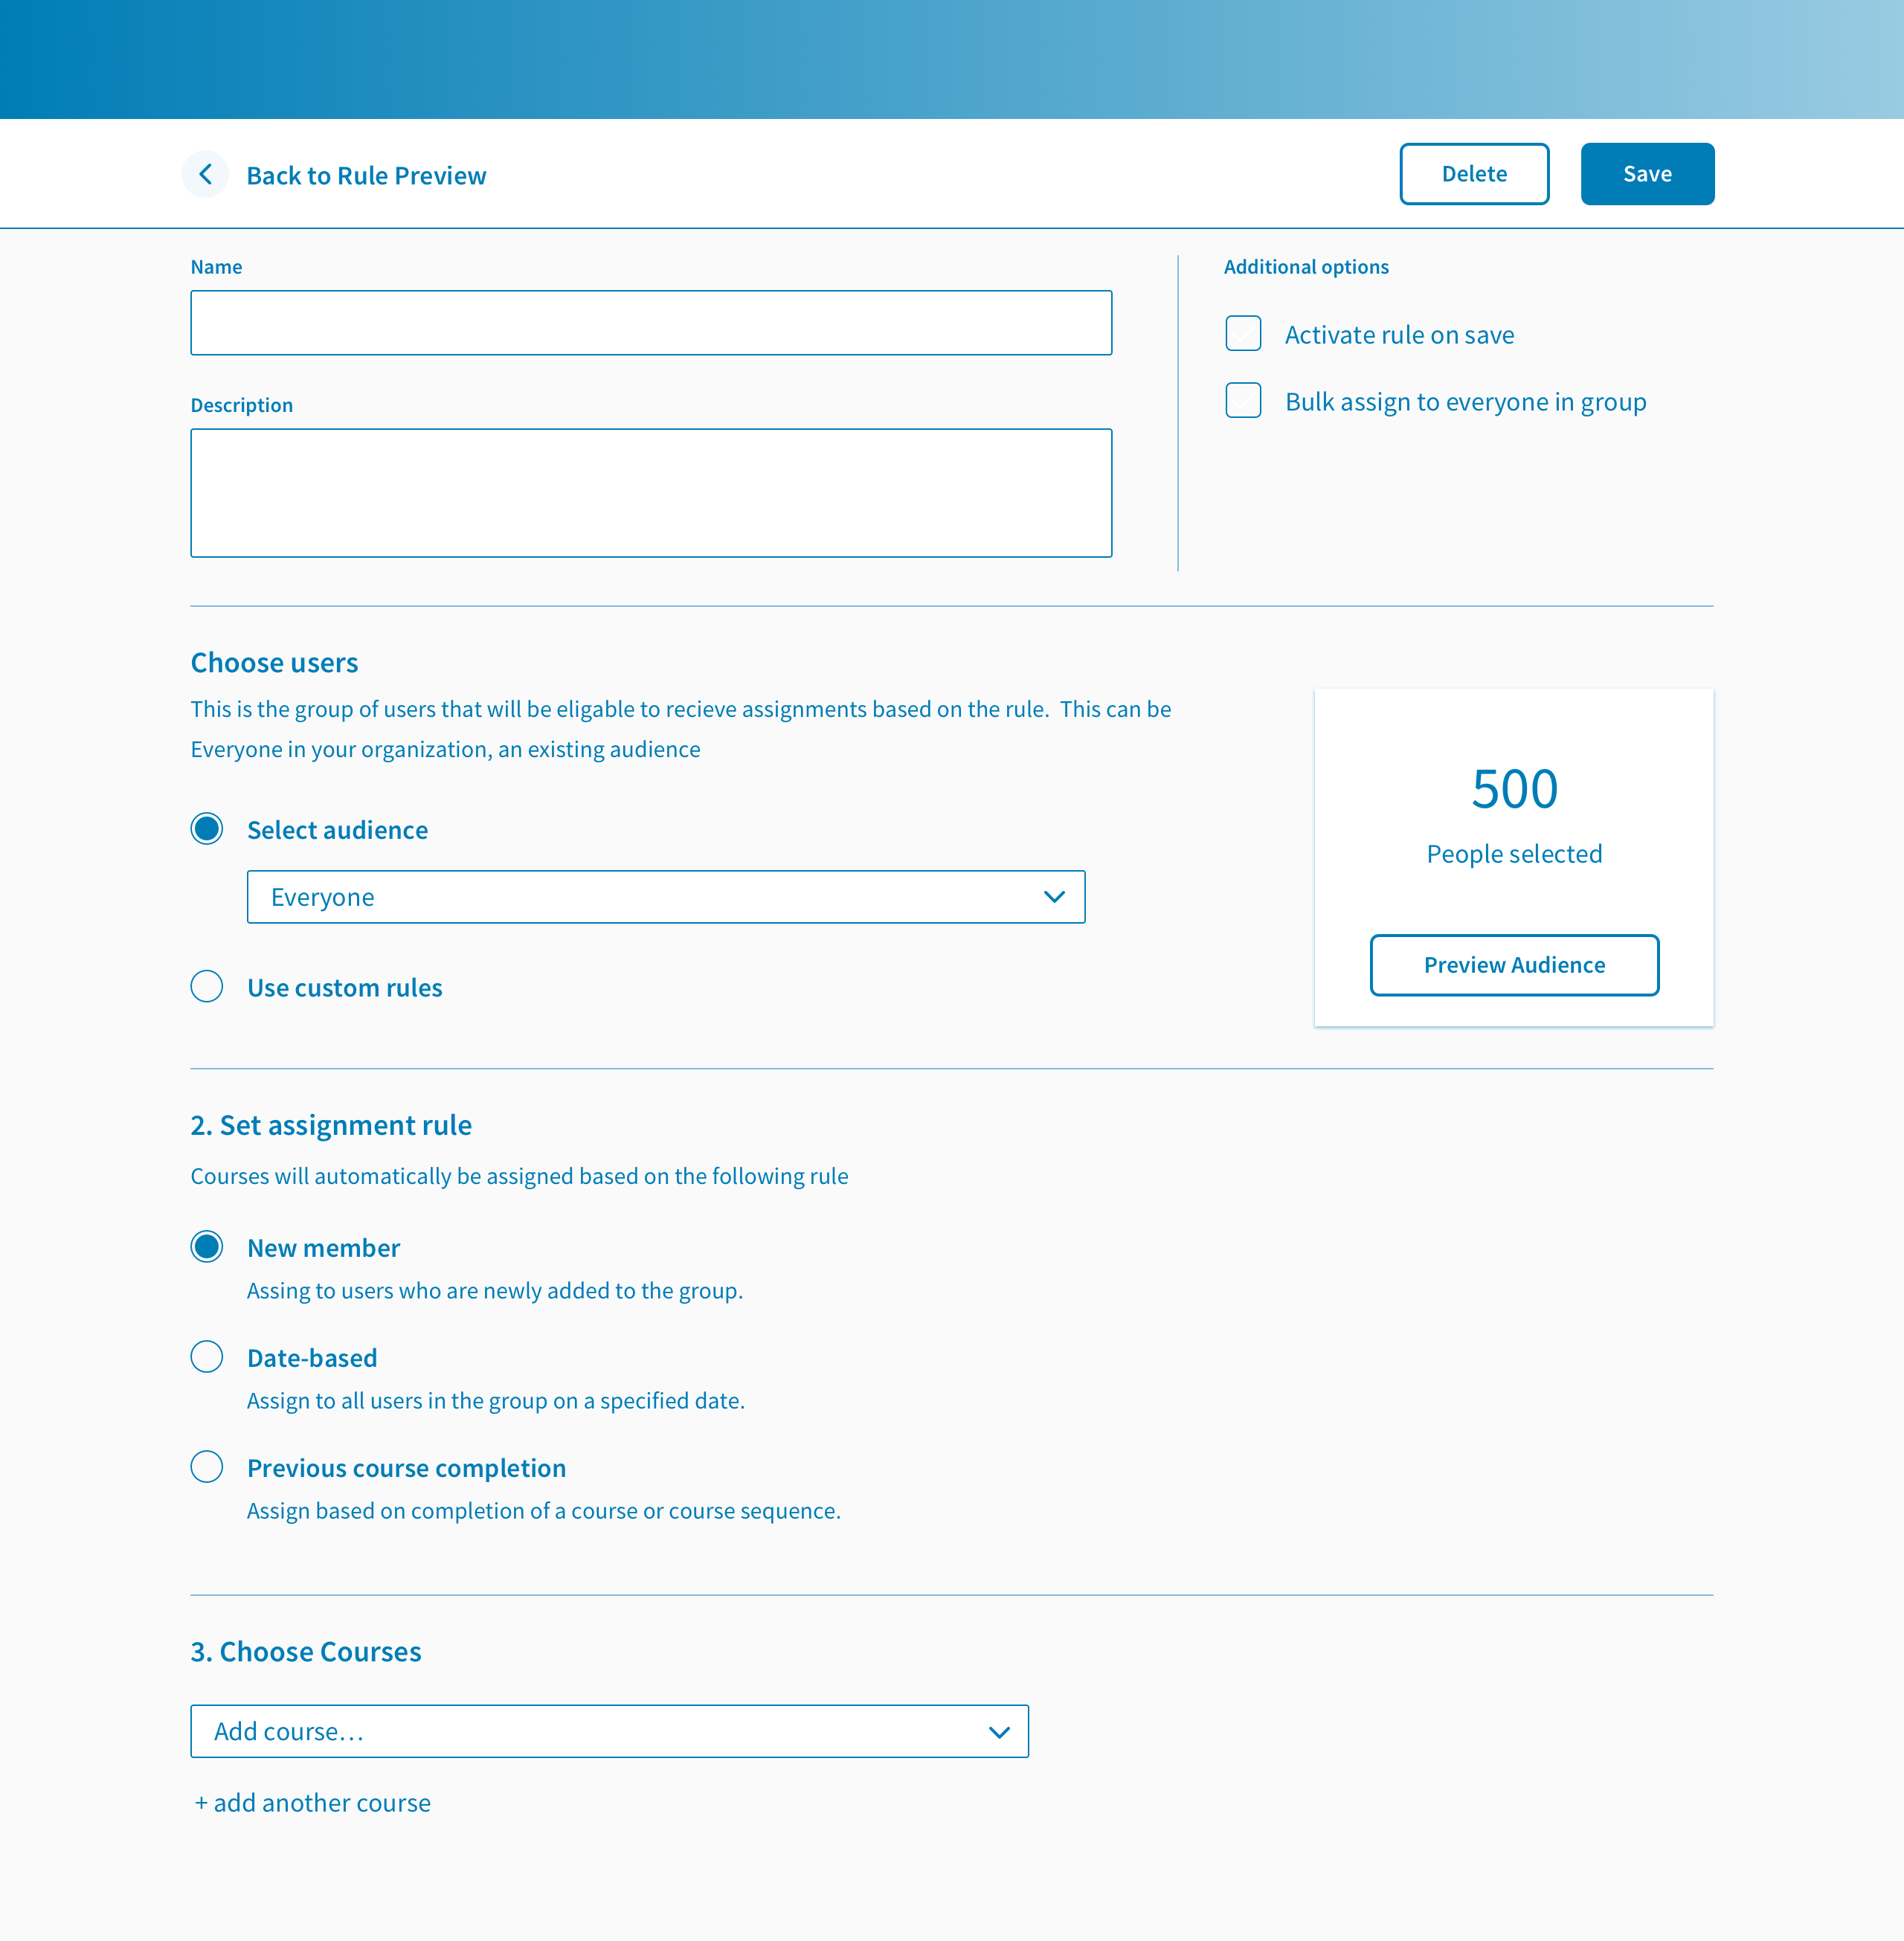 Back to Rule Preview
Delete
Save
Name
Additional options
Activate rule on save
Bulk assign to everyone in group
Description
Choose users
This is the group of users that will be eligable to recieve assignments based on the rule.  This can be
Everyone in your organization, an existing audience
Select audience
Everyone
Use custom rules
500
People selected
Preview Audience
2. Set assignment rule
Courses will automatically be assigned based on the following rule
New member
Assing to users who are newly added to the group.
Date-based
Assign to all users in the group on a specified date.
Previous course completion
Assign based on completion of a course or course sequence.
3. Choose Courses
Add course…
+ add another course